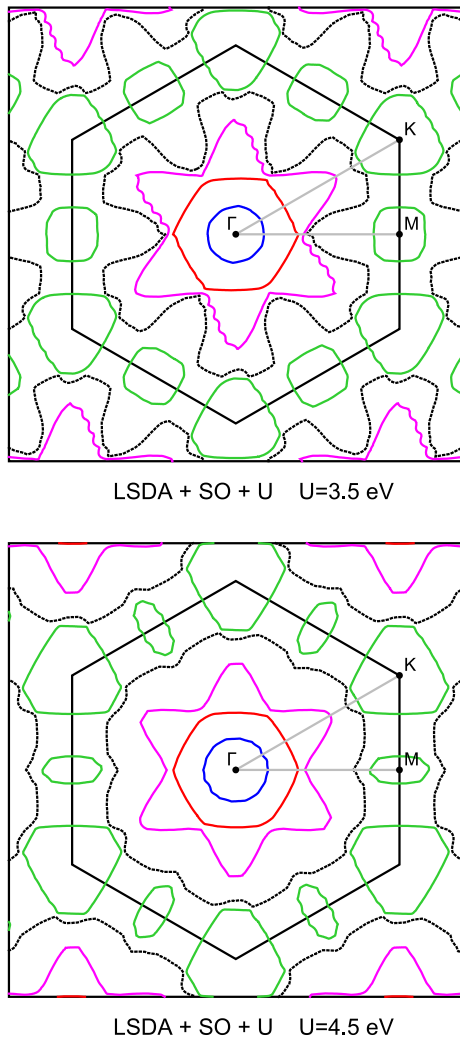 K
Γ
M
LSDA + SO + U U=3.5 eV
K
Γ
M
LSDA + SO + U U=4.5 eV